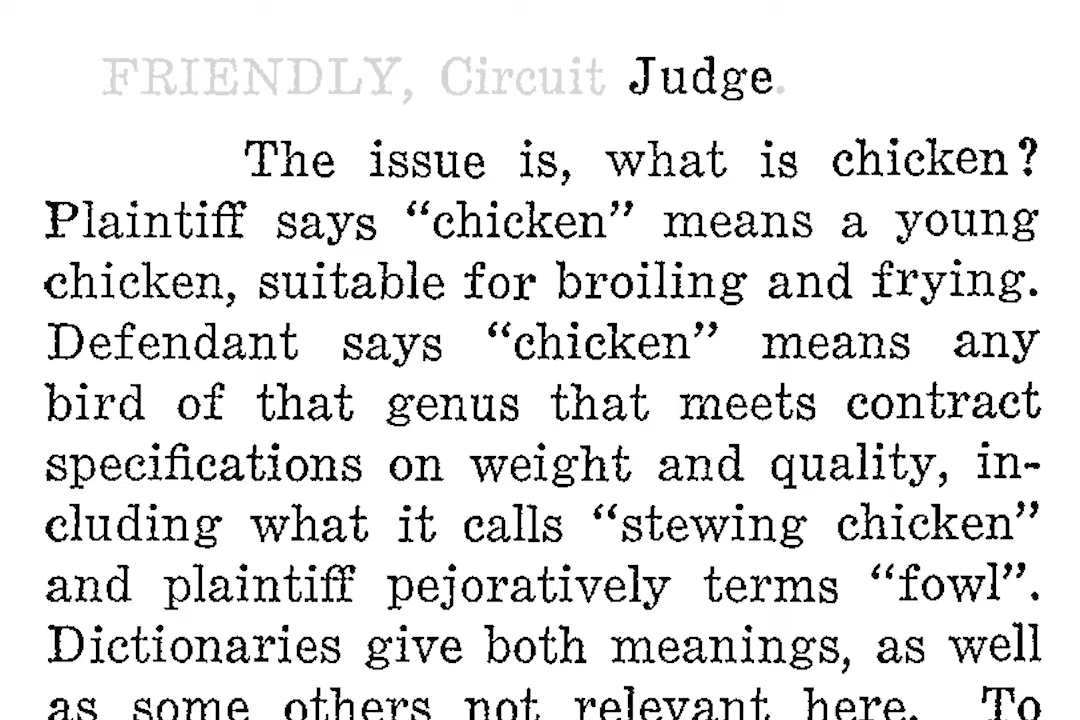 FRIENDLY, Circuit Judge.
The issue is, what is chicken?
Plaintiff says “chicken” means a young
chicken, suitable for broiling and frying.
Defendant says “chicken” means any
bird of that genus that meets contract
specifications on weight and quality, in-
cluding what it calls “stewing chicken”
and plaintiff pejoratively terms “fowl”.
Dictionaries give both meanings, as well
as some others not relevant here. To